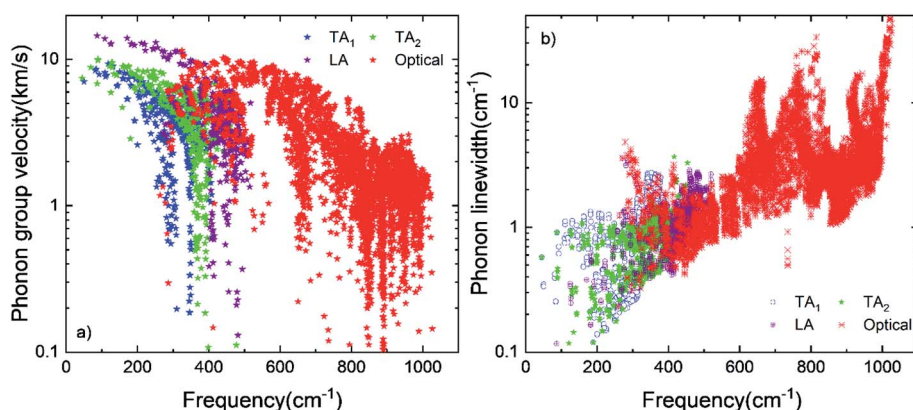 TA₁ TA₂
LA Optical
10
1
0.1
Phonon group velocity(km/s)
a)
0 200 400 600 800 1000
Frequency(cm⁻¹)
b)
10
1
0.1
Phonon linewidth(cm⁻¹)
TA₁ TA₂
LA Optical
0 200 400 600 800 1000
Frequency(cm⁻¹)